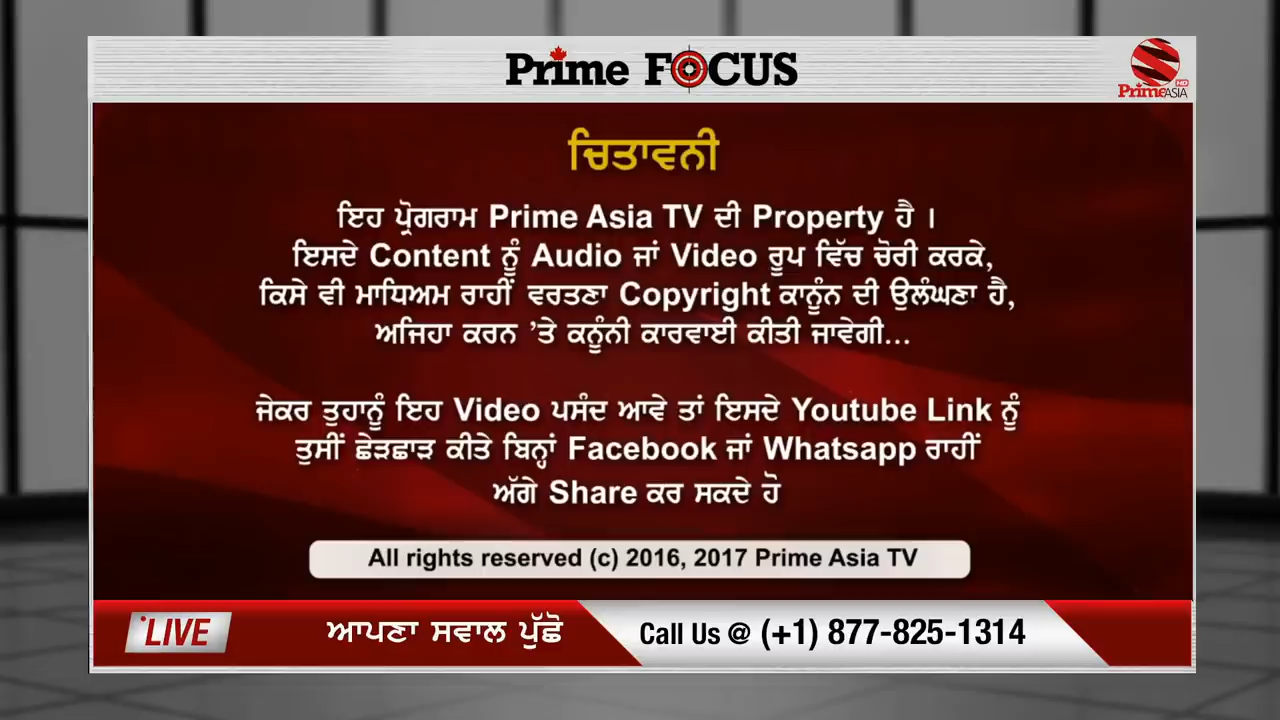 Prime FOCUS
PrimeASIA HD
ਚਿਤਾਵਨੀ
ਇਹ ਪ੍ਰੋਗਰਾਮ Prime Asia TV ਦੀ Property ਹੈ ।
ਇਸਦੇ Content ਨੂੰ Audio ਜਾਂ Video ਰੂਪ ਵਿੱਚ ਚੋਰੀ ਕਰਕੇ,
ਕਿਸੇ ਵੀ ਮਾਧਿਅਮ ਰਾਹੀਂ ਵਰਤਣਾ Copyright ਕਾਨੂੰਨ ਦੀ ਉਲੰਘਣਾ ਹੈ,
ਅਜਿਹਾ ਕਰਨ ’ਤੇ ਕਨੂੰਨੀ ਕਾਰਵਾਈ ਕੀਤੀ ਜਾਵੇਗੀ...
ਜੇਕਰ ਤੁਹਾਨੂੰ ਇਹ Video ਪਸੰਦ ਆਵੇ ਤਾਂ ਇਸਦੇ Youtube Link ਨੂੰ
ਤੁਸੀਂ ਛੇੜਛਾੜ ਕੀਤੇ ਬਿਨ੍ਹਾਂ Facebook ਜਾਂ Whatsapp ਰਾਹੀਂ
ਅੱਗੇ Share ਕਰ ਸਕਦੇ ਹੋ
All rights reserved (c) 2016, 2017 Prime Asia TV
LIVE ਆਪਣਾ ਸਵਾਲ ਪੁੱਛੋ Call Us @ (+1) 877-825-1314